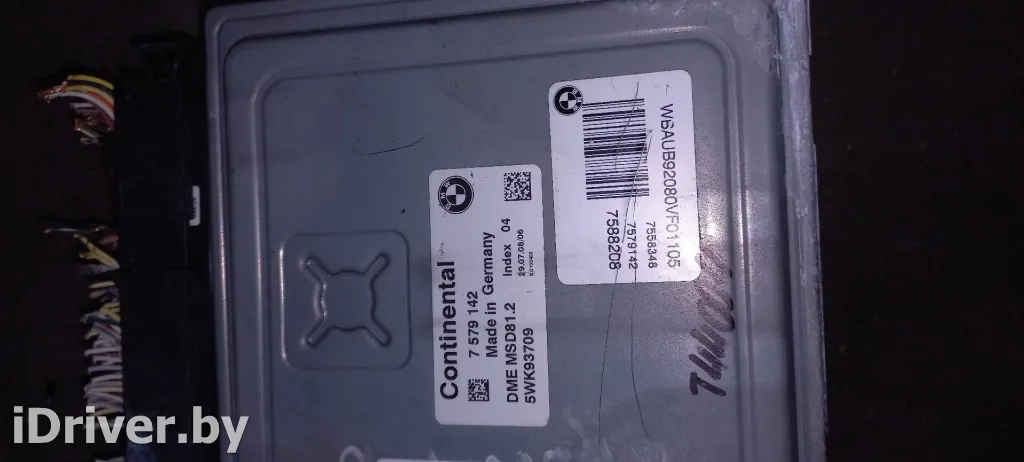 Continental
7 579 142
Made in Germany
DME MSD81.2
Index 04
5WK93709
29.07.08/06
WBAUB92080VF01105
7558348
7579142
7588208
iDriver.by